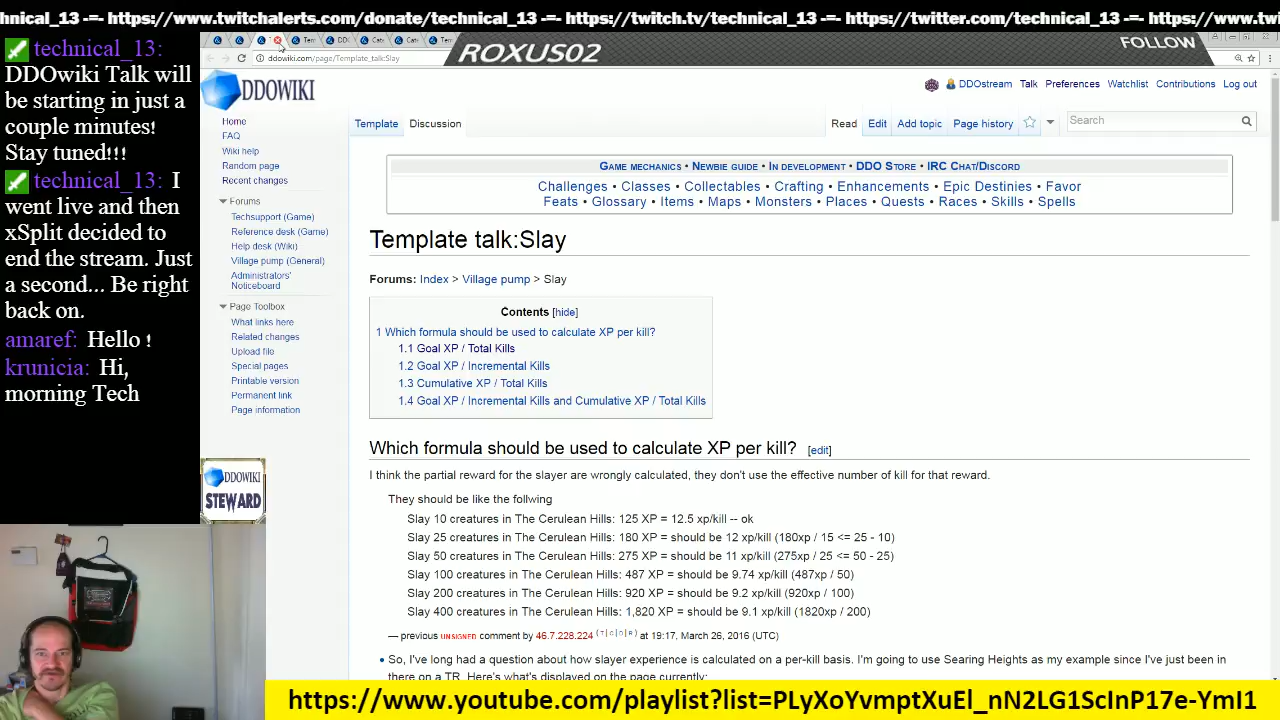 hnical_13 -=- https://www.twitchalerts.com/donate/technical_13 -=- https://twitch.tv/technical_13 -=- https://twitter.com/technical_13 -=- https://www.tw
technical_13:
DDOwiki Talk will
be starting in just a
couple minutes!
Stay tuned!!!
technical_13: I
went live and then
xSplit decided to
end the stream. Just
a second... Be right
back on.
amaref: Hello !
krunicia: Hi,
morning Tech
ROXUS02
FOLLOW
ddowiki.com/page/Template_talk:Slay
DDOWIKI
DDOstream Talk Preferences Watchlist Contributions Log out
Home
FAQ
Wiki help
Random page
Recent changes
Forums
Techsupport (Game)
Reference desk (Game)
Help desk (Wiki)
Village pump (General)
Administrators'
Noticeboard
Page Toolbox
What links here
Related changes
Upload file
Special pages
Printable version
Permanent link
Page information
DDOWIKI
STEWARD
Template Discussion Read Edit Add topic Page history Search
Game mechanics • Newbie guide • In development • DDO Store • IRC Chat/Discord
Challenges • Classes • Collectables • Crafting • Enhancements • Epic Destinies • Favor
Feats • Glossary • Items • Maps • Monsters • Places • Quests • Races • Skills • Spells
Template talk:Slay
Forums: Index > Village pump > Slay
Contents [hide]
1 Which formula should be used to calculate XP per kill?
1.1 Goal XP / Total Kills
1.2 Goal XP / Incremental Kills
1.3 Cumulative XP / Total Kills
1.4 Goal XP / Incremental Kills and Cumulative XP / Total Kills
Which formula should be used to calculate XP per kill? [edit]
I think the partial reward for the slayer are wrongly calculated, they don't use the effective number of kill for that reward.
They should be like the follwing
Slay 10 creatures in The Cerulean Hills: 125 XP = 12.5 xp/kill -- ok
Slay 25 creatures in The Cerulean Hills: 180 XP = should be 12 xp/kill (180xp / 15 <= 25 - 10)
Slay 50 creatures in The Cerulean Hills: 275 XP = should be 11 xp/kill (275xp / 25 <= 50 - 25)
Slay 100 creatures in The Cerulean Hills: 487 XP = should be 9.74 xp/kill (487xp / 50)
Slay 200 creatures in The Cerulean Hills: 920 XP = should be 9.2 xp/kill (920xp / 100)
Slay 400 creatures in The Cerulean Hills: 1,820 XP = should be 9.1 xp/kill (1820xp / 200)
— previous unsigned comment by 46.7.228.224 at 19:17, March 26, 2016 (UTC)
• So, I've long had a question about how slayer experience is calculated on a per-kill basis. I'm going to use Searing Heights as my example since I've just been in
there on a TR. Here's what's displayed on the page currently:
https://www.youtube.com/playlist?list=PLyXoYvmptXuEl_nN2LG1ScInP17e-YmI1